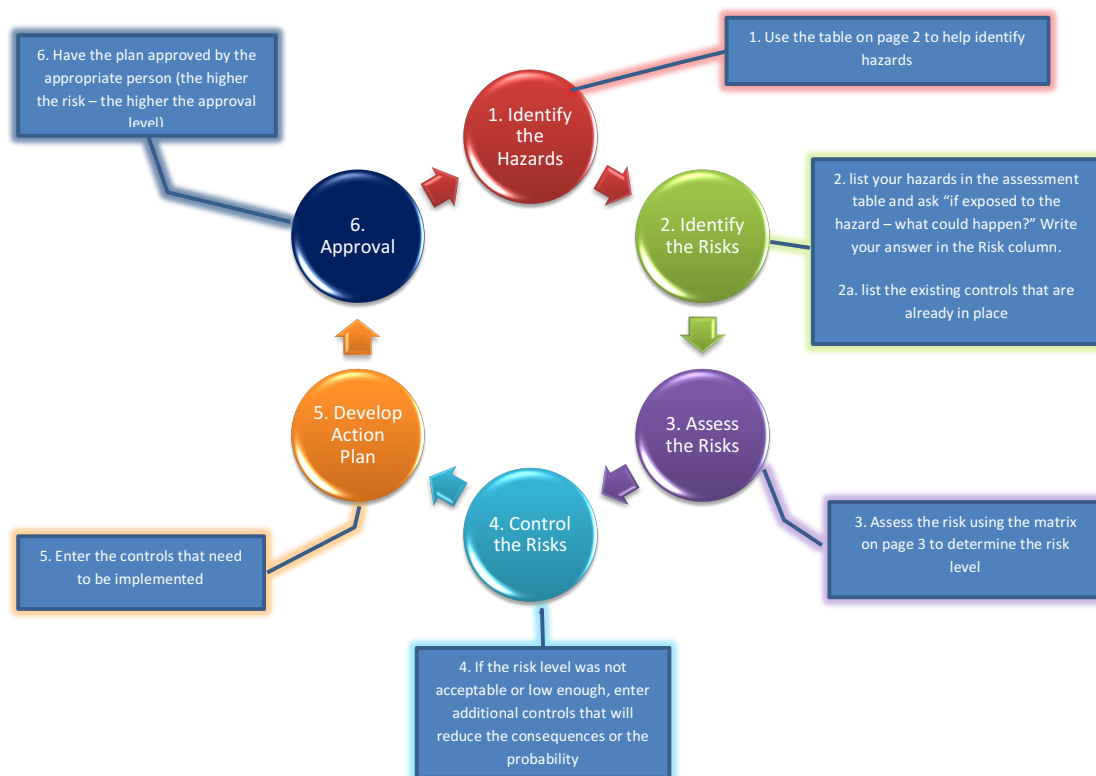 6. Have the plan approved by the
appropriate person (the higher
the risk – the higher the approval
level)
1. Use the table on page 2 to help identify
hazards
1. Identify
the
Hazards
2. list your hazards in the assessment
table and ask “if exposed to the
hazard – what could happen?” Write
your answer in the Risk column.
2a. list the existing controls that are
already in place
2. Identify
the Risks
6.
Approval
3. Assess
the Risks
5. Develop
Action
Plan
4. Control
the Risks
3. Assess the risk using the matrix
on page 3 to determine the risk
level
5. Enter the controls that need
to be implemented
4. If the risk level was not
acceptable or low enough, enter
additional controls that will
reduce the consequences or the
probability